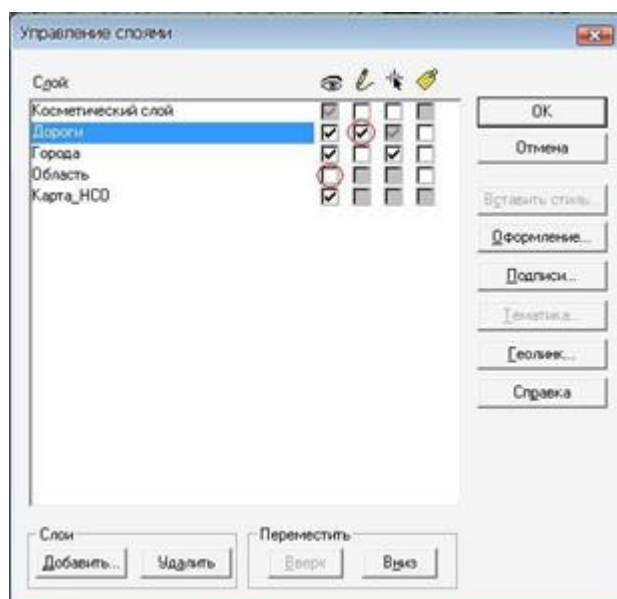 Управление слоями
Слой:
Косметический слой
Дороги
Города
Область
Карта_НСО
ОК
Отмена
Вставить стиль...
Оформление...
Подписи...
Тематика...
Геолинк...
Справка
Слои
Добавить...
Удалить
Переместить
Вверх
Вниз